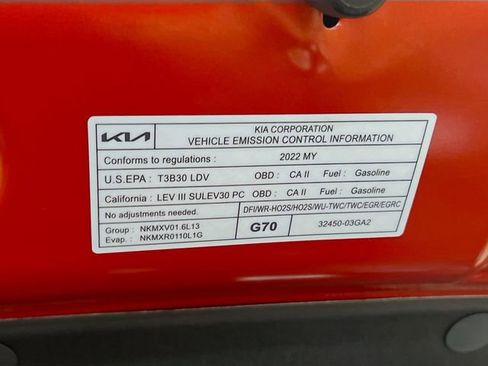 KIA
KIA CORPORATION
VEHICLE EMISSION CONTROL INFORMATION
Conforms to regulations : 2022 MY
U.S.EPA : T3B30 LDV OBD : CA II Fuel : Gasoline
California : LEV III SULEV30 PC OBD : CA II Fuel : Gasoline
No adjustments needed. DFI/WR-HO2S/HO2S/WU-TWC/TWC/EGR/EGRC
Group : NKMXV01.6L13
Evap. : NKMXR0110L1G
G70
32450-03GA2